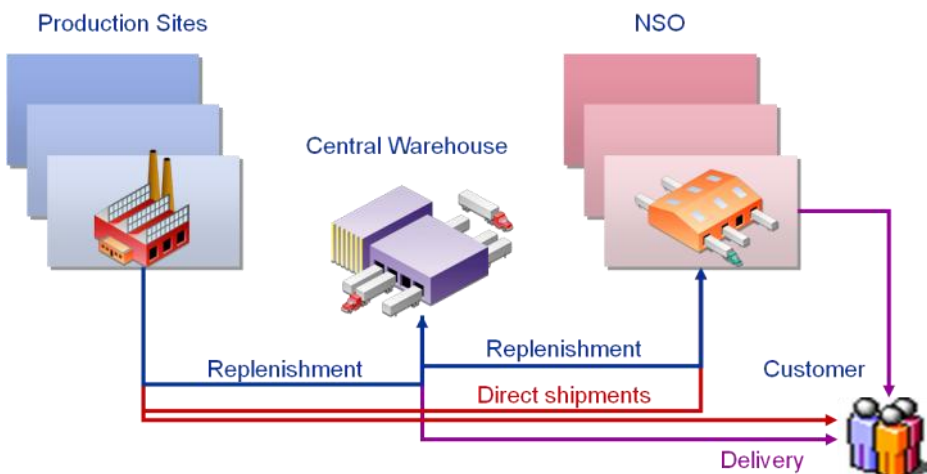 Production Sites
NSO
Central Warehouse
Replenishment
Replenishment
Customer
Direct shipments
Delivery